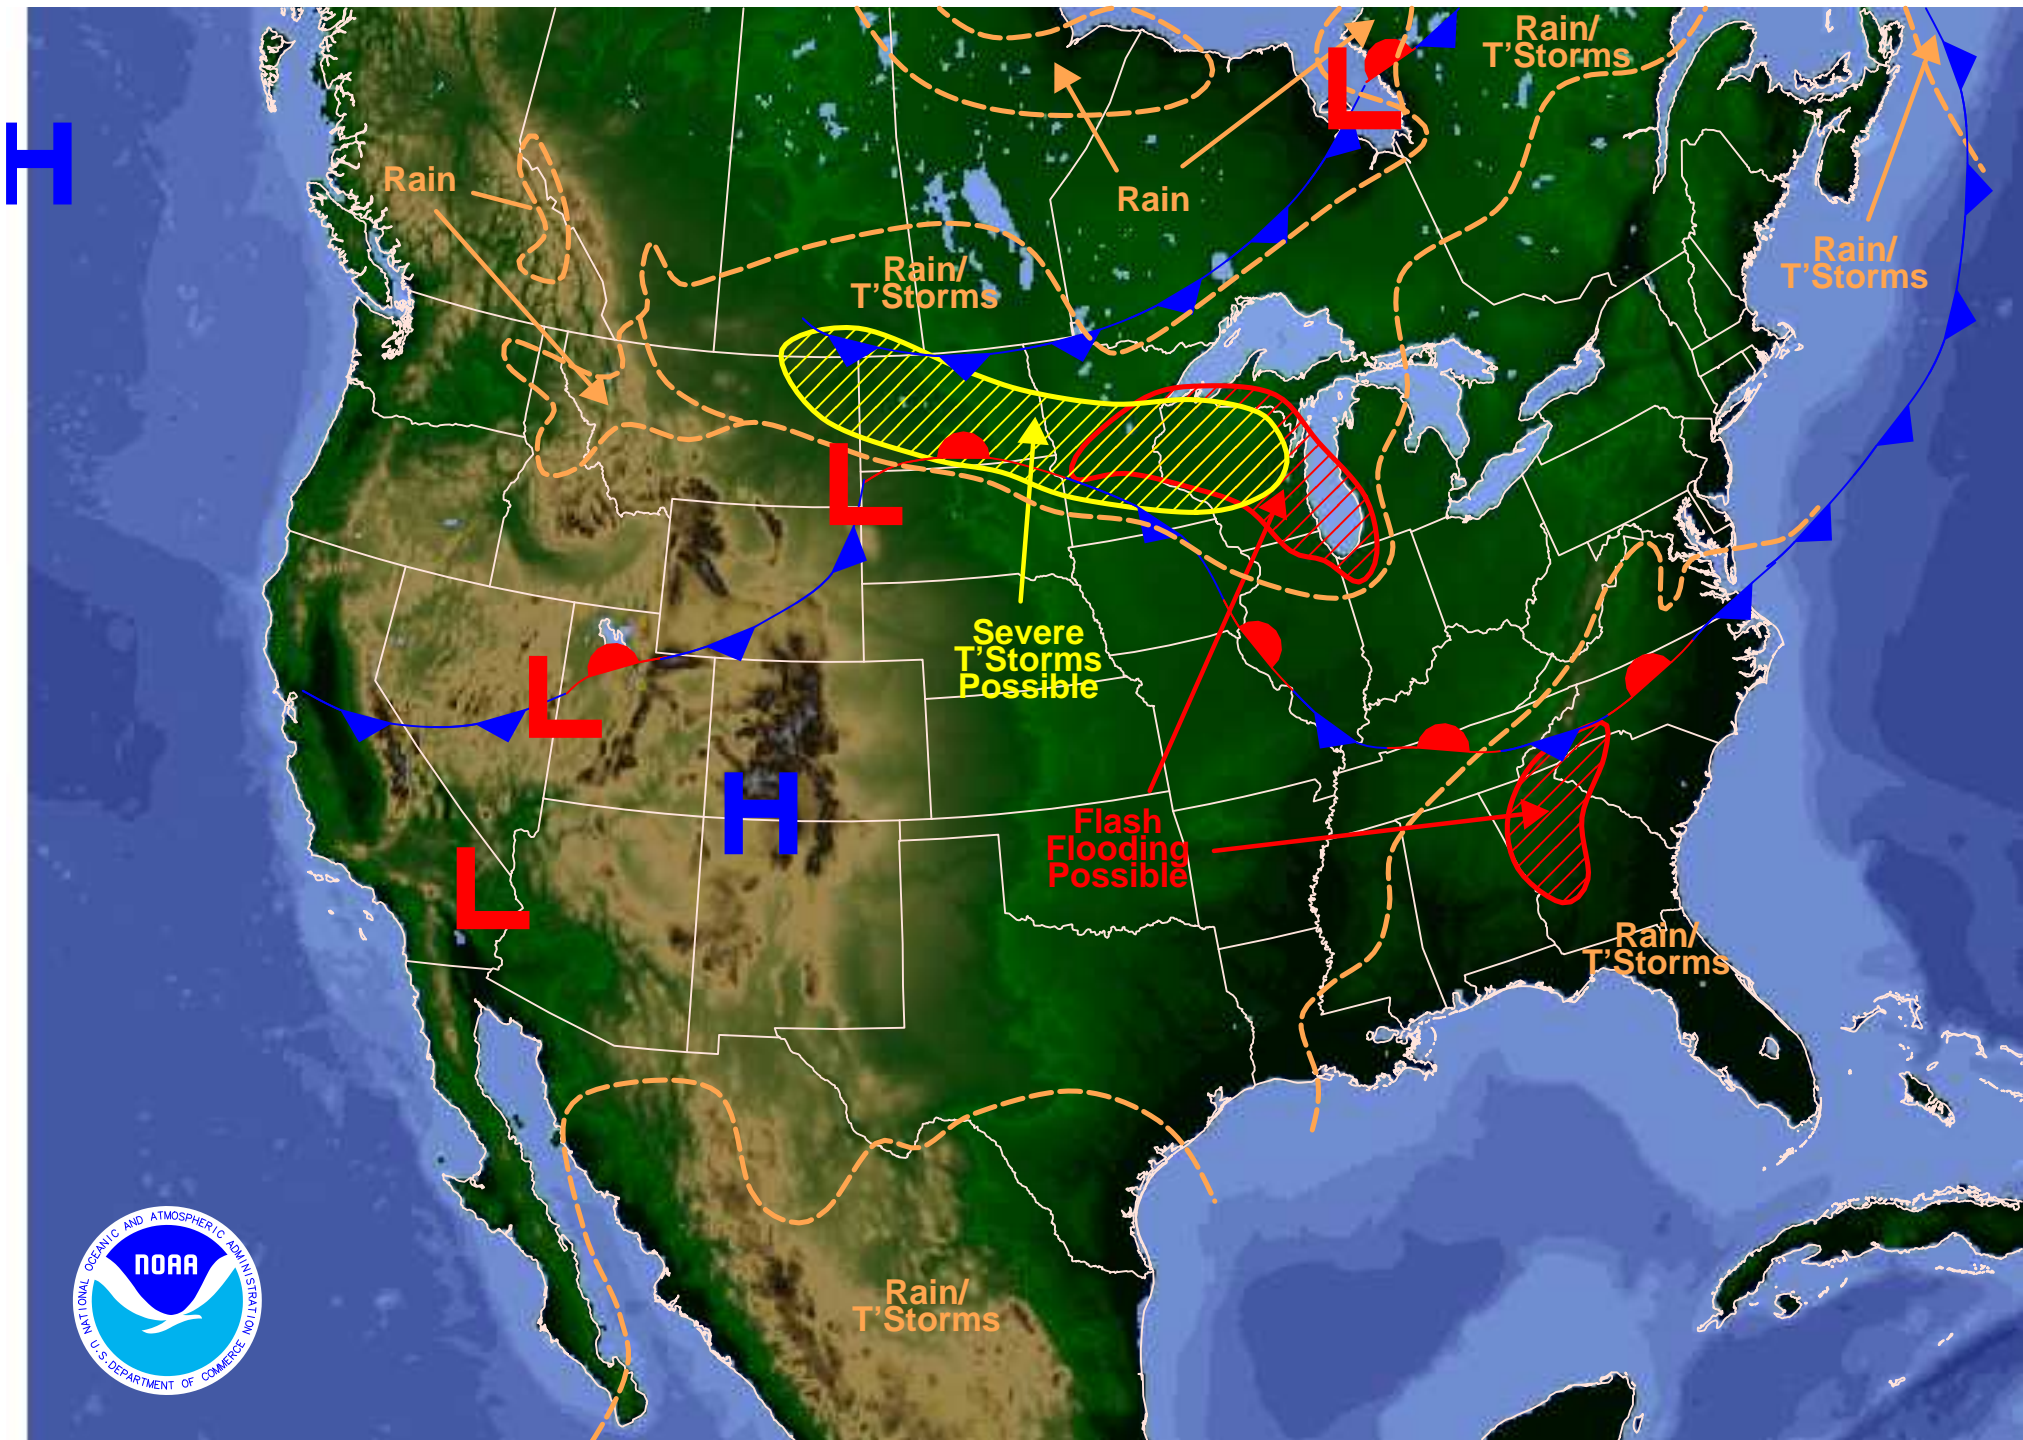 Rain/
T'Storms
H
L
Rain
Rain
Rain/
T'Storms
Rain/
T'Storms
L
L
Severe
T'Storms
Possible
H
Flash
Flooding
Possible
L
Rain/
T'Storms
Rain/
T'Storms
NATIONAL OCEANIC AND ATMOSPHERIC ADMINISTRATION
NOAA
U.S. DEPARTMENT OF COMMERCE